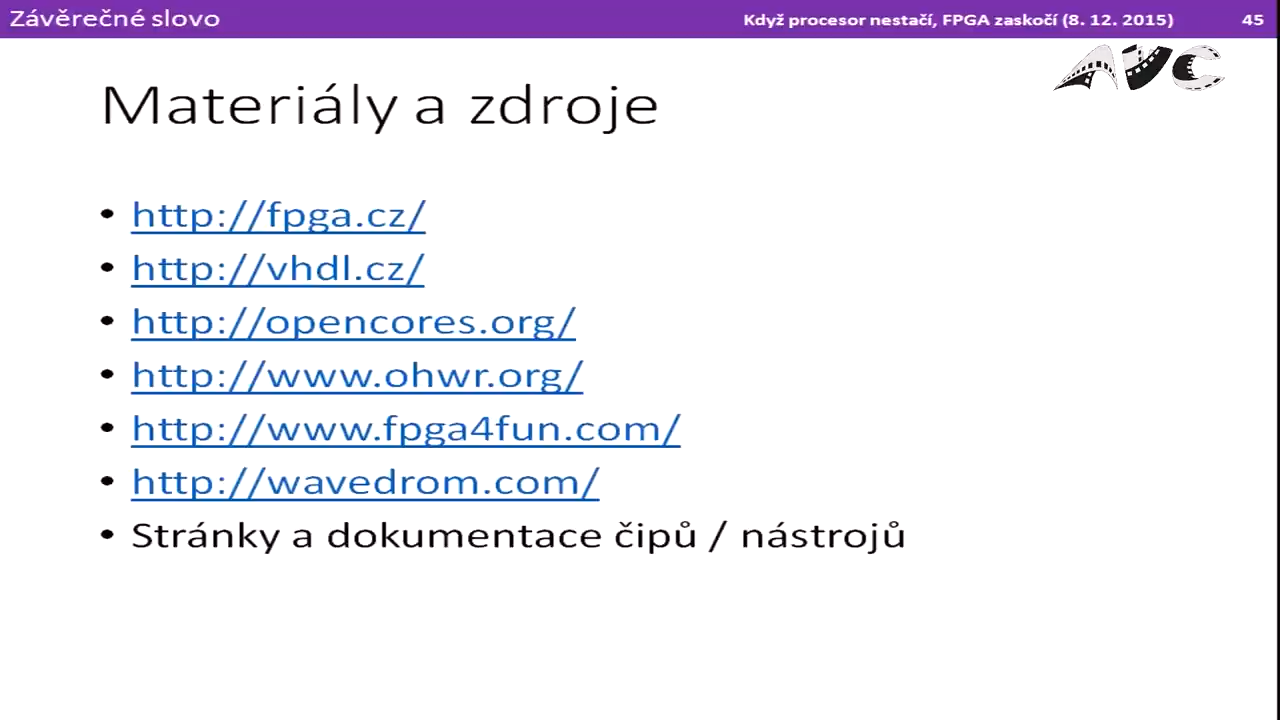 Závěrečné slovo
Když procesor nestačí, FPGA zaskočí (8. 12. 2015)
45
AVC
Materiály a zdroje
• http://fpga.cz/
• http://vhdl.cz/
• http://opencores.org/
• http://www.ohwr.org/
• http://www.fpga4fun.com/
• http://wavedrom.com/
• Stránky a dokumentace čipů / nástrojů